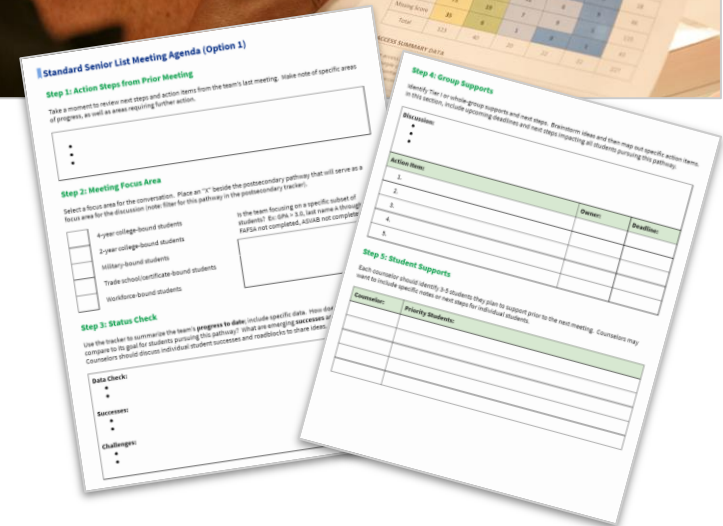 Missing Score
Total
35
ACCESS SUMMARY DATA
Standard Senior List Meeting Agenda (Option 1)
Step 1: Action Steps from Prior Meeting
Take a moment to review next steps and action items from the team's last meeting. Make note of specific areas
of progress, as well as areas requiring further action.
Step 2: Meeting Focus Area
Select a focus area for the conversation. Place an "X" beside the postsecondary pathway that will serve as a
focus area for the discussion (note: filter for this pathway in the postsecondary tracker).
4-year college-bound students
2-year college-bound students
Military-bound students
Trade school/certificate-bound students
Workforce-bound students
Is the team focusing on a specific subset of
students? Ex: GPA > 3.0, last name A through
FAFSA not completed, ASVAB not complete
Step 3: Status Check
Use the tracker to summarize the team's progress to date; include specific data. How doe
compare to its goal for students pursuing this pathway? What are emerging successes a
Counselors should discuss individual student successes and roadblocks to share ideas.
Data Check:
Successes:
Challenges:
Step 4: Group Supports
Identify Tier I or whole-group supports and next steps. Brainstorm ideas and then map out specific action items.
In this section, include upcoming deadlines and next steps impacting all students pursuing this pathway.
Discussion:
Action Item: Owner: Deadline:
1.
2.
3.
4.
5.
Step 5: Student Supports
Each counselor should identify 3-5 students they plan to support prior to the next meeting. Counselors may
want to include specific notes or next steps for individual students.
Counselor: Priority Students: